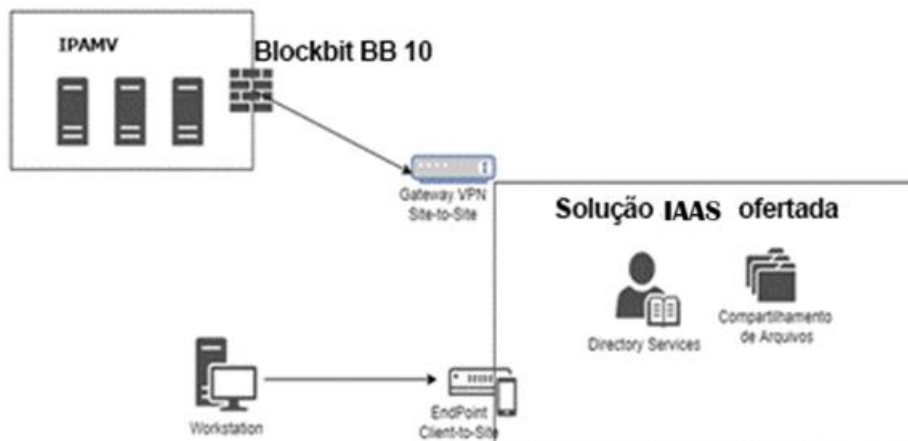 IPAMV
Blockbit BB 10
Gateway VPN
Site-to-Site
Solução IAAS ofertada
Directory Services
Compartilhamento
de Arquivos
Workstation
EndPoint
Client-to-Site